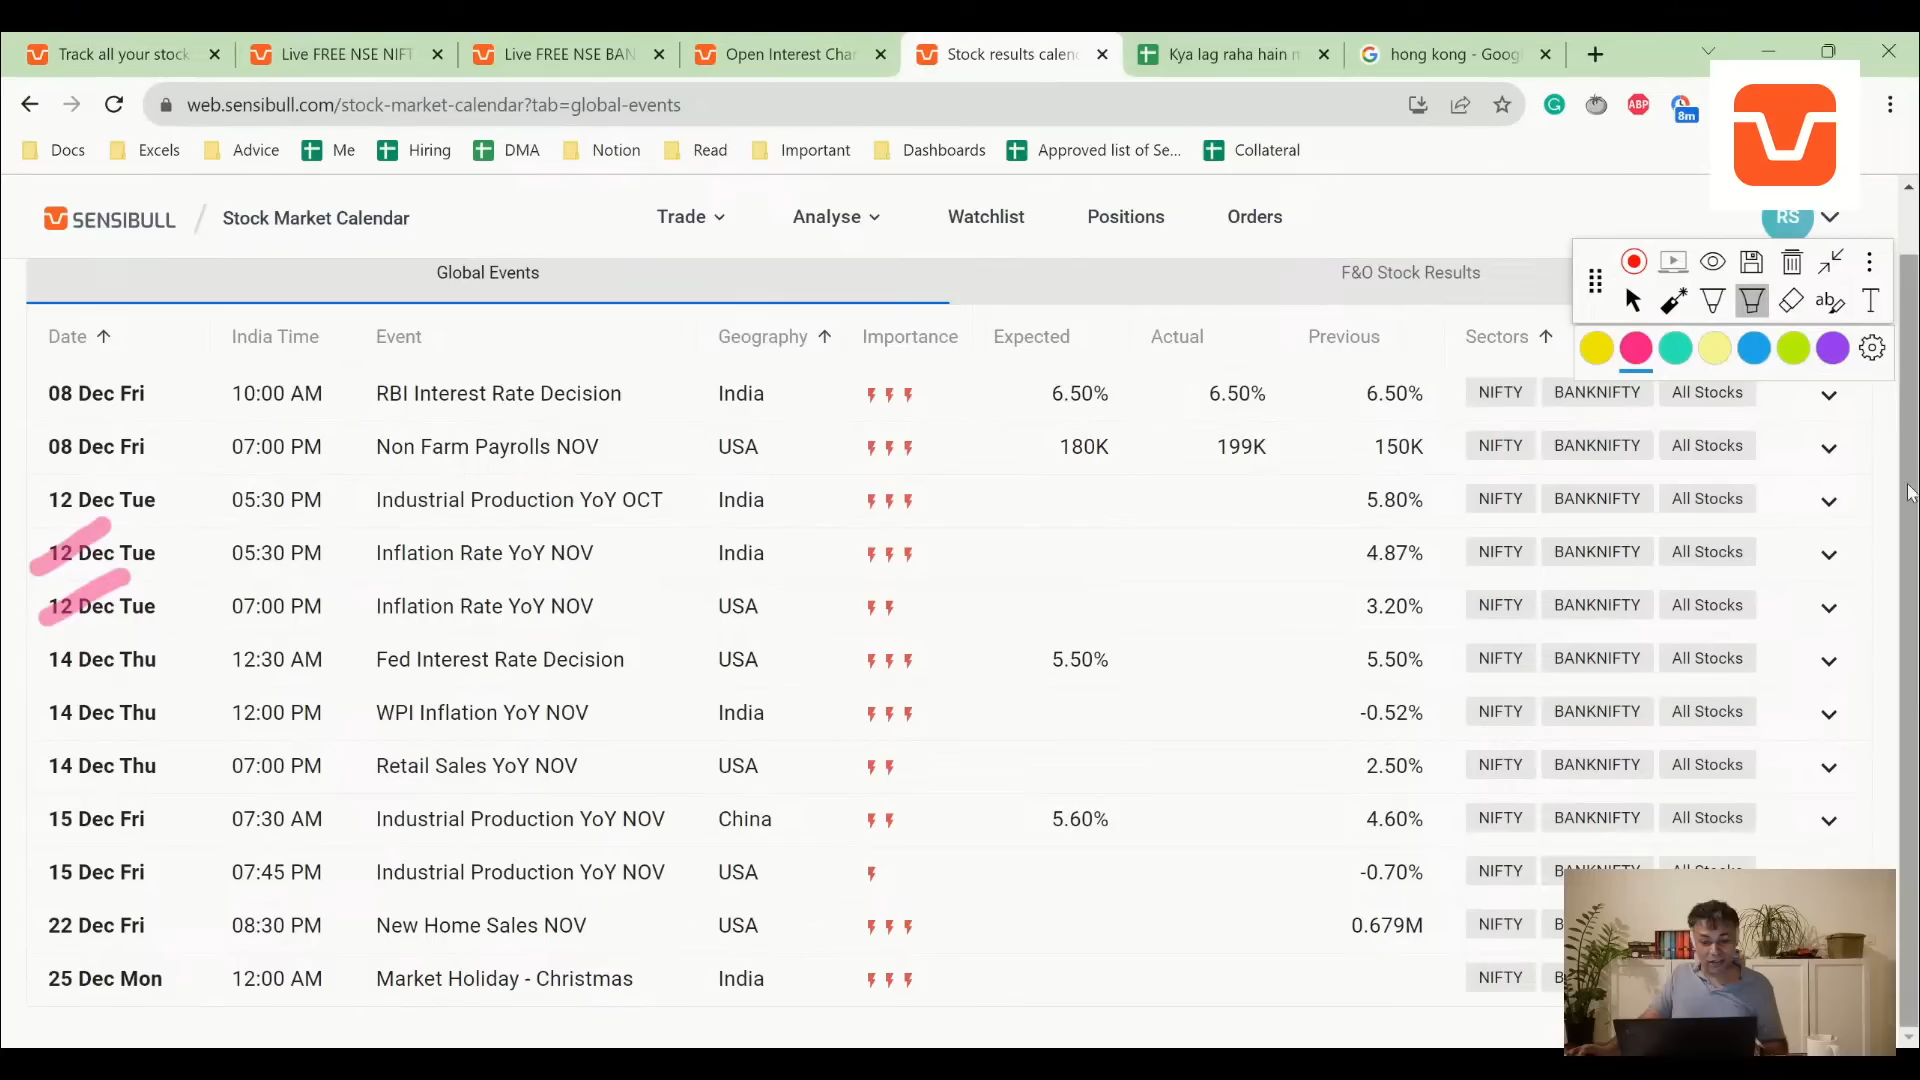 Track all your stock
Live FREE NSE NIFT
Live FREE NSE BAN
Open Interest Char
Stock results calen
Kya lag raha hain n
hong kong - Googl
web.sensibull.com/stock-market-calendar?tab=global-events
ABP
8m
Docs Excels Advice Me Hiring DMA Notion Read Important Dashboards Approved list of Se... Collateral
SENSIBULL / Stock Market Calendar Trade Analyse Watchlist Positions Orders RS
Global Events F&O Stock Results
Date India Time Event Geography Importance Expected Actual Previous Sectors
08 Dec Fri 10:00 AM RBI Interest Rate Decision India 6.50% 6.50% 6.50% NIFTY BANKNIFTY All Stocks
08 Dec Fri 07:00 PM Non Farm Payrolls NOV USA 180K 199K 150K NIFTY BANKNIFTY All Stocks
12 Dec Tue 05:30 PM Industrial Production YoY OCT India 5.80% NIFTY BANKNIFTY All Stocks
12 Dec Tue 05:30 PM Inflation Rate YoY NOV India 4.87% NIFTY BANKNIFTY All Stocks
12 Dec Tue 07:00 PM Inflation Rate YoY NOV USA 3.20% NIFTY BANKNIFTY All Stocks
14 Dec Thu 12:30 AM Fed Interest Rate Decision USA 5.50% 5.50% NIFTY BANKNIFTY All Stocks
14 Dec Thu 12:00 PM WPI Inflation YoY NOV India -0.52% NIFTY BANKNIFTY All Stocks
14 Dec Thu 07:00 PM Retail Sales YoY NOV USA 2.50% NIFTY BANKNIFTY All Stocks
15 Dec Fri 07:30 AM Industrial Production YoY NOV China 5.60% 4.60% NIFTY BANKNIFTY All Stocks
15 Dec Fri 07:45 PM Industrial Production YoY NOV USA -0.70% NIFTY
22 Dec Fri 08:30 PM New Home Sales NOV USA 0.679M NIFTY
25 Dec Mon 12:00 AM Market Holiday - Christmas India NIFTY